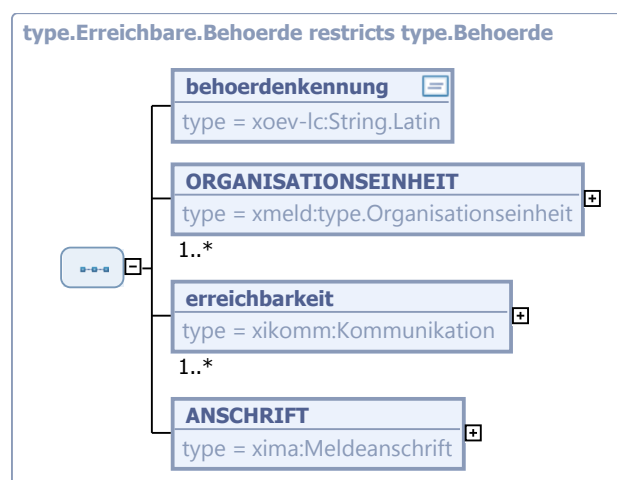 type.Erreichbare.Behoerde restricts type.Behoerde
behoerdenkennung
type = xoev-lc:String.Latin
ORGANISATIONSEINHEIT
type = xmeld:type.Organisationseinheit
1..*
erreichbarkeit
type = xikomm:Kommunikation
1..*
ANSCHRIFT
type = xima:Meldeanschrift